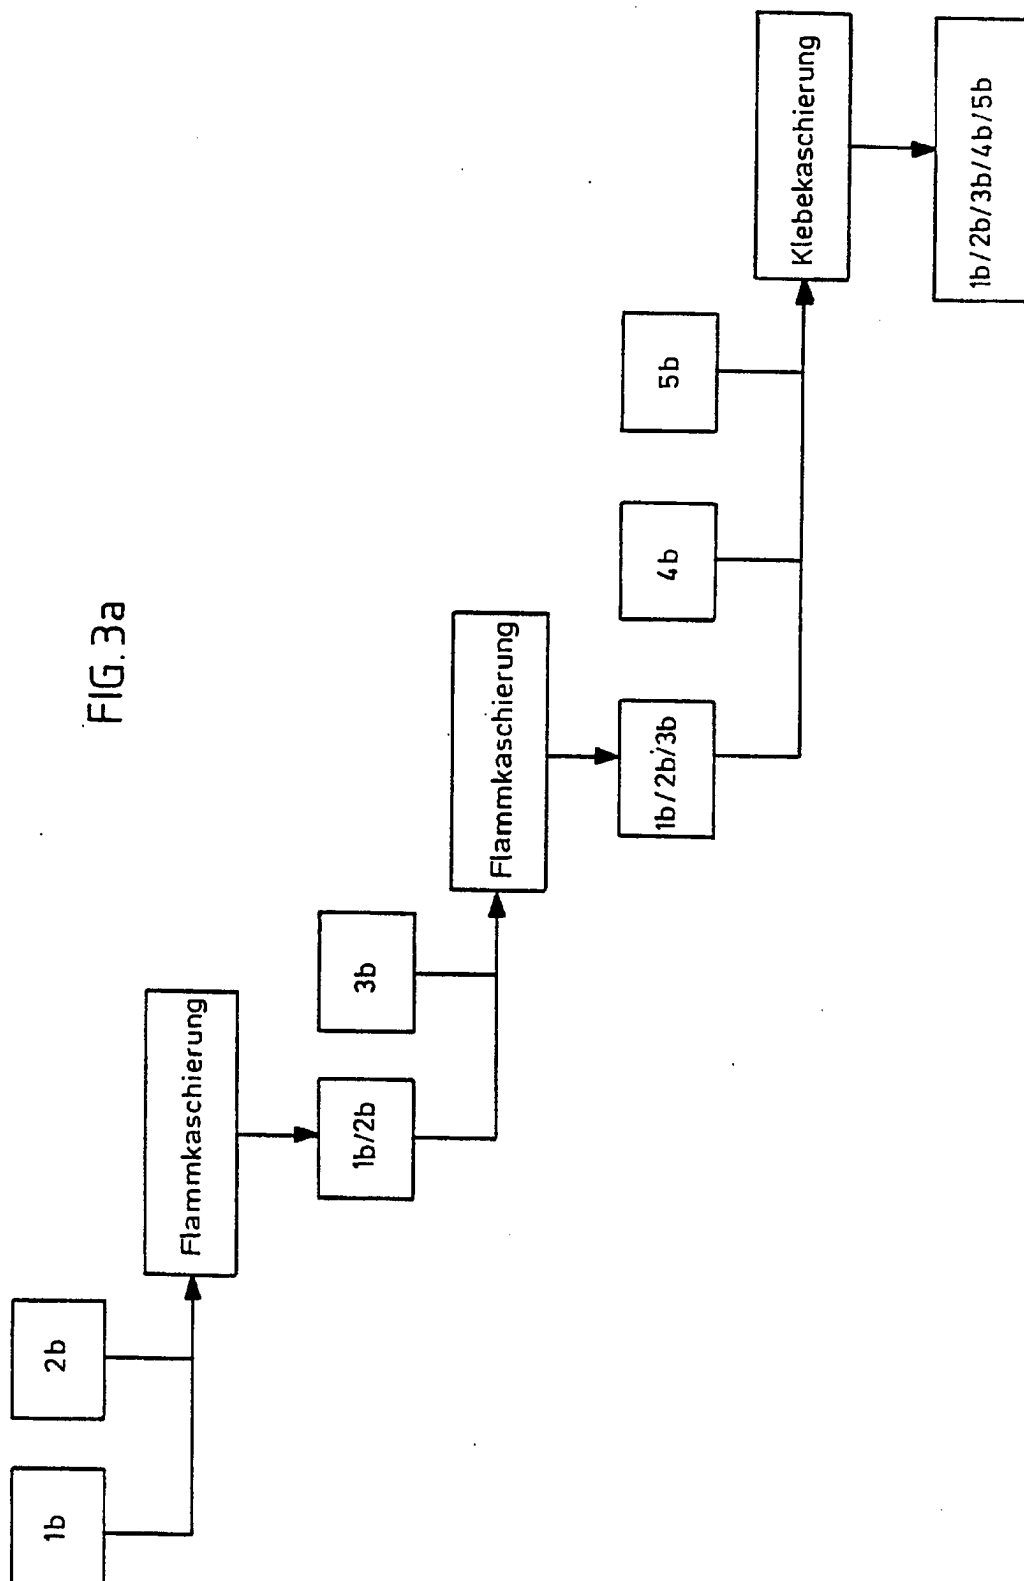 FIG.3a
1b
2b
Flammkaschierung
1b/2b
3b
Flammkaschierung
1b/2b/3b
4b
5b
Klebekaschierung
1b/2b/3b/4b/5b